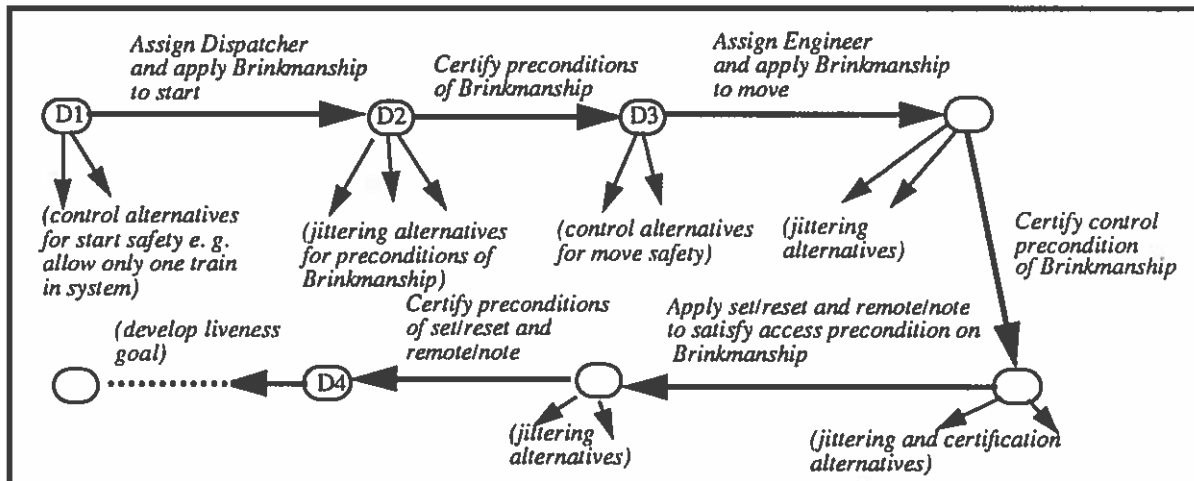 Assign Dispatcher
and apply Brinkmanship
to start
Certify preconditions
of Brinkmanship
Assign Engineer
and apply Brinkmanship
to move
D1
D2
D3
(control alternatives
for start safety e. g.
allow only one train
in system)
(jittering alternatives
for preconditions of
Brinkmanship)
(control alternatives
for move safety)
(jittering
alternatives)
Certify control
precondition
of Brinkmanship
(develop liveness
goal)
Certify preconditions
of set/reset and
remote/note
Apply set/reset and remote/note
to satisfy access precondition on
Brinkmanship
D4
(jittering
alternatives)
(jittering and certification
alternatives)